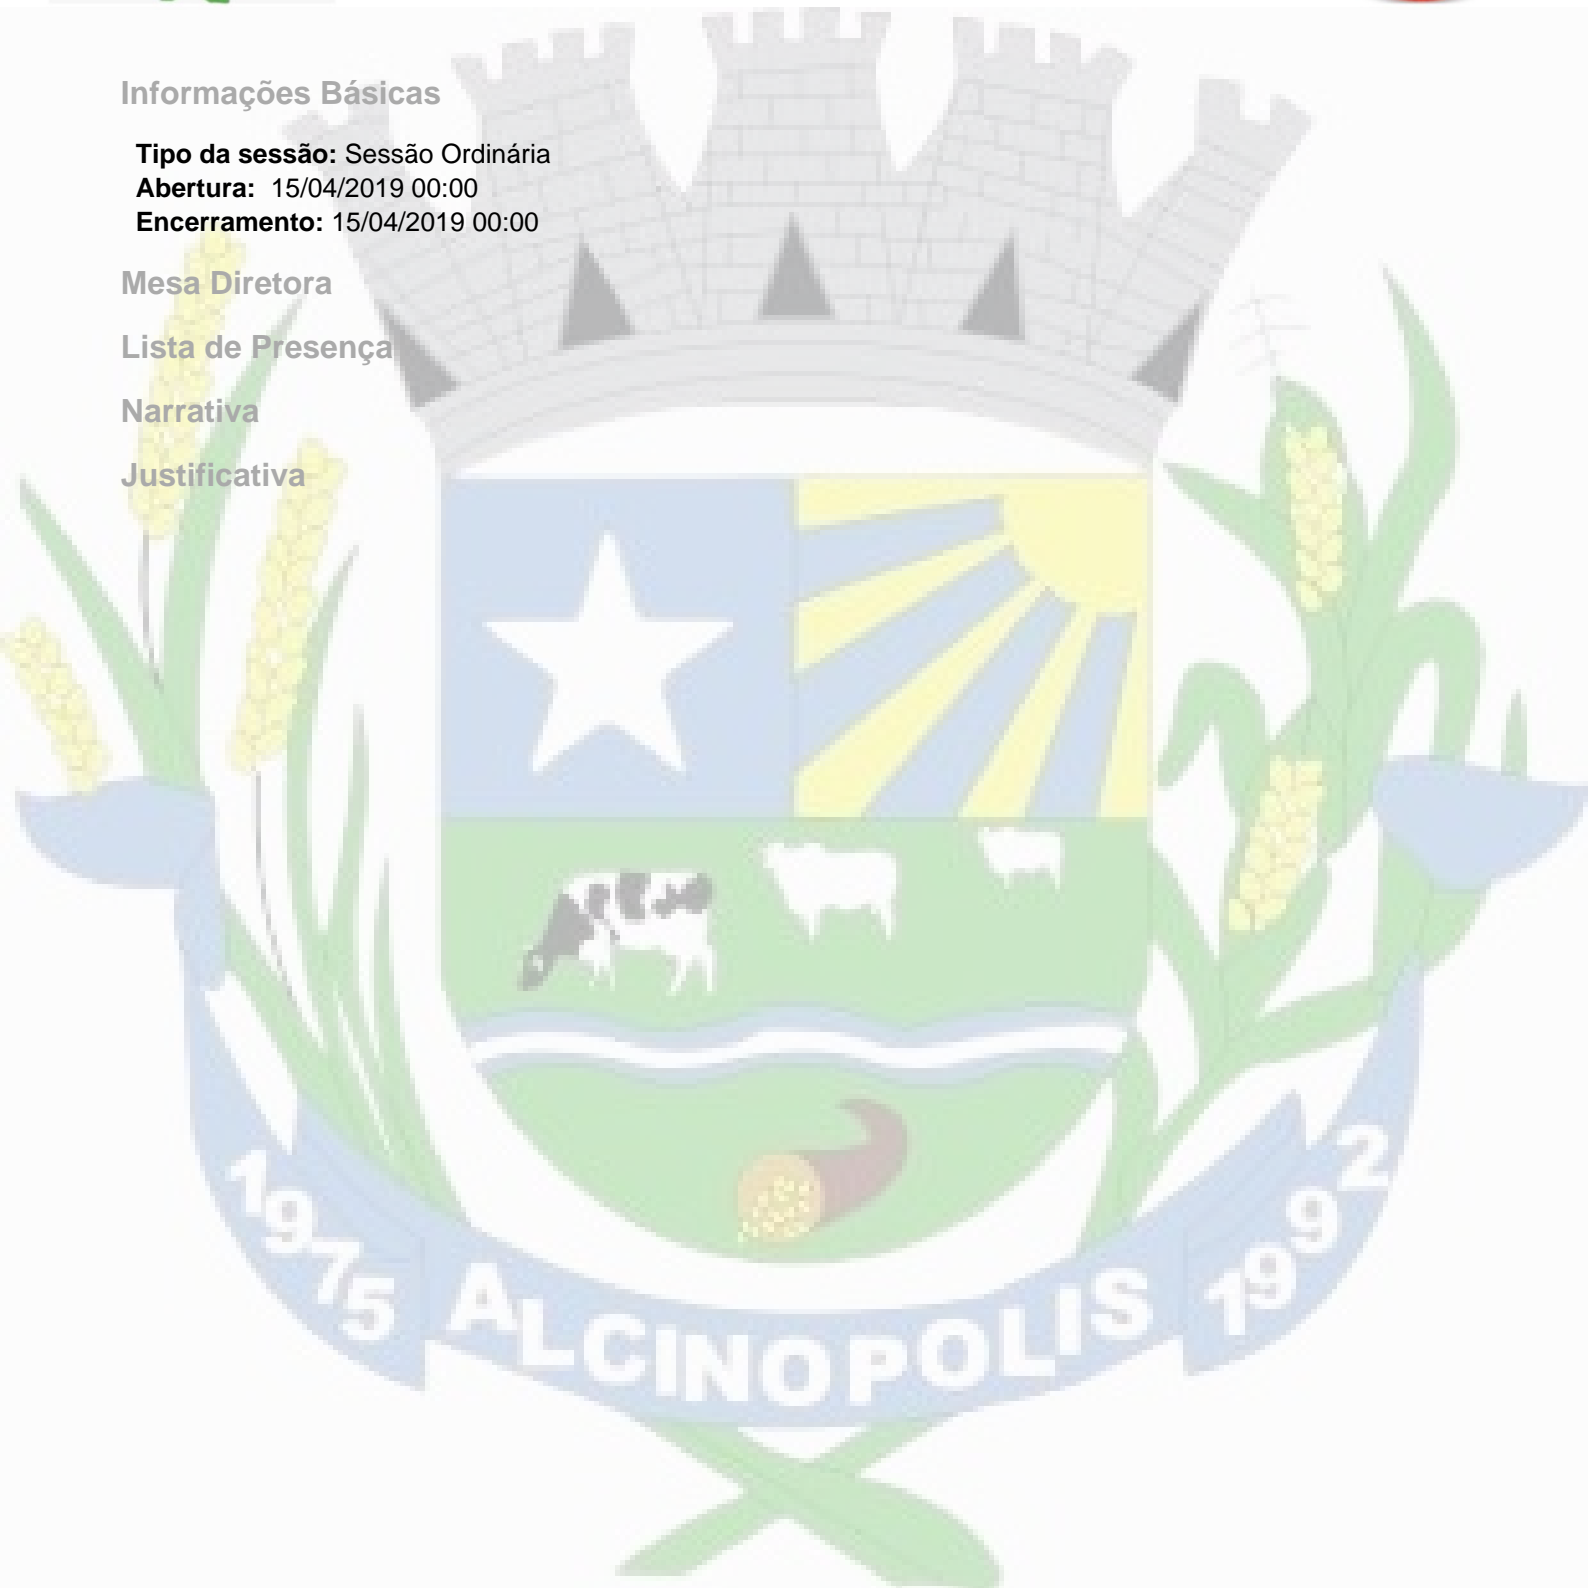 Informações Básicas
Tipo da sessão: Sessão Ordinária
Abertura: 15/04/2019 00:00
Encerramento: 15/04/2019 00:00
Mesa Diretora
Lista de Presença
Narrativa
Justificativa
1975 ALCINOPOLIS 1992